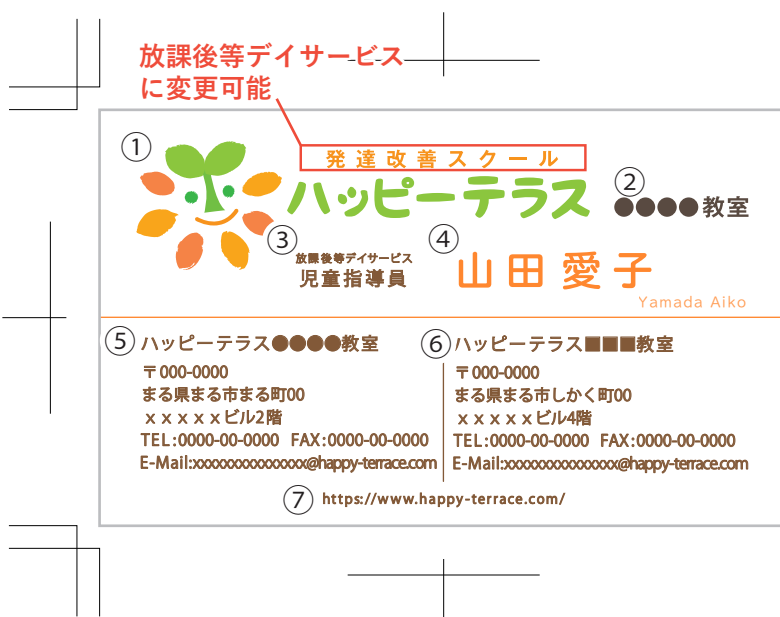 放課後等デイサービス
に変更可能
①
発達改善スクール
ハッピーテラス
②
●●●●教室
③
放課後等デイサービス
児童指導員
④
山田愛子
Yamada Aiko
⑤ ハッピーテラス●●●●教室
〒000-0000
まる県まる市まる町00
ｘｘｘｘｘビル2階
TEL:0000-00-0000 FAX:0000-00-0000
E-Mail:xxxxxxxxxxxxxxx@happy-terrace.com
⑥ ハッピーテラス■■■教室
〒000-0000
まる県まる市しかく町00
ｘｘｘｘｘビル4階
TEL:0000-00-0000 FAX:0000-00-0000
E-Mail:xxxxxxxxxxxxxxx@happy-terrace.com
⑦ https://www.happy-terrace.com/